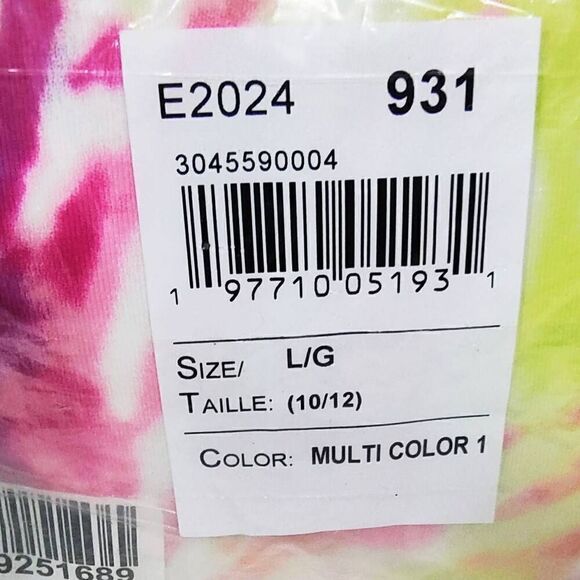 E2024 931
3045590004
1 97710 05193 1
SIZE/ L/G
TAILLE: (10/12)
COLOR: MULTI COLOR 1
9251689